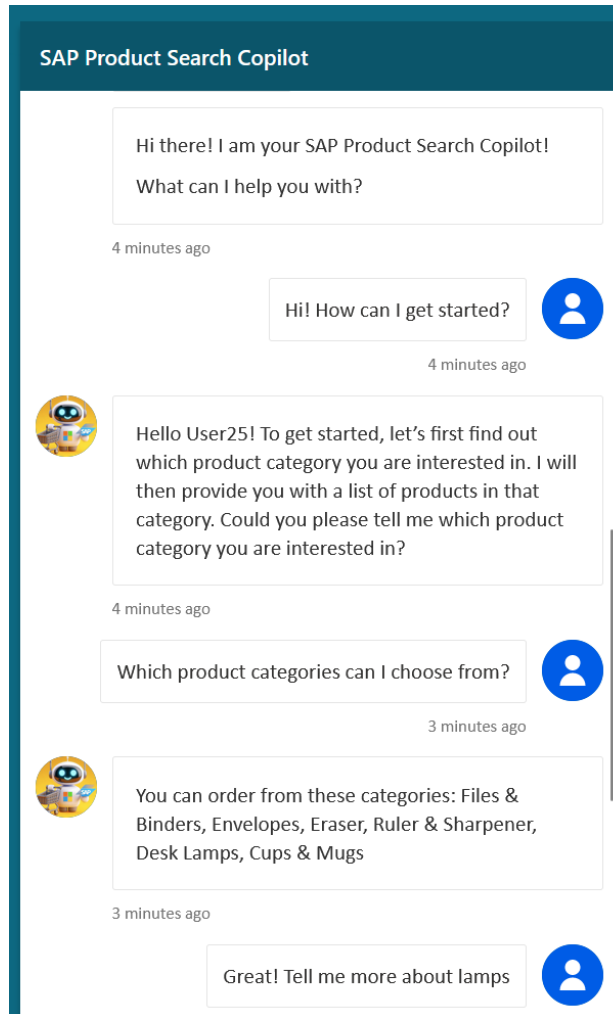 SAP Product Search Copilot
Hi there! I am your SAP Product Search Copilot!
What can I help you with?
4 minutes ago
Hi! How can I get started?
4 minutes ago
Hello User25! To get started, let’s first find out
which product category you are interested in. I will
then provide you with a list of products in that
category. Could you please tell me which product
category you are interested in?
4 minutes ago
Which product categories can I choose from?
3 minutes ago
You can order from these categories: Files &
Binders, Envelopes, Eraser, Ruler & Sharpener,
Desk Lamps, Cups & Mugs
3 minutes ago
Great! Tell me more about lamps